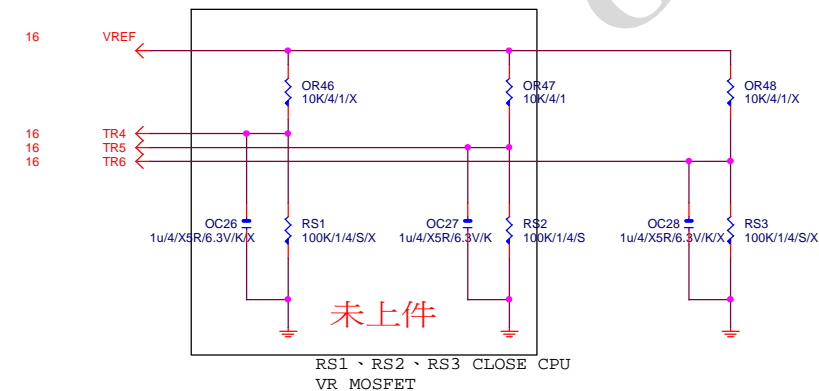 16 VREF
OR46 OR47 OR48
10K/4/1/X 10K/4/1 10K/4/1/X
16 TR4
16 TR5
16 TR6
OC26 RS1 OC27 RS2 OC28 RS3
1u/4/X5R/6.3V/K/X 100K/1/4/S/X 1u/4/X5R/6.3V/K 100K/1/4/S 1u/4/X5R/6.3V/K/X 100K/1/4/S/X
未上件
RS1、RS2、RS3 CLOSE CPU
VR MOSFET